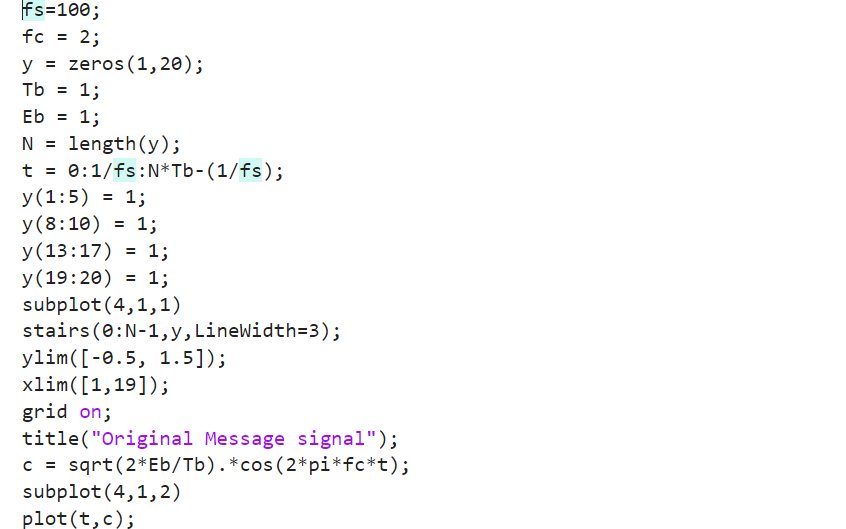 fs=100;
fc = 2;
y = zeros(1,20);
Tb = 1;
Eb = 1;
N = length(y);
t = 0:1/fs:N*Tb-(1/fs);
y(1:5) = 1;
y(8:10) = 1;
y(13:17) = 1;
y(19:20) = 1;
subplot(4,1,1)
stairs(0:N-1,y,LineWidth=3);
ylim([-0.5, 1.5]);
xlim([1,19]);
grid on;
title("Original Message signal");
c = sqrt(2*Eb/Tb).*cos(2*pi*fc*t);
subplot(4,1,2)
plot(t,c);